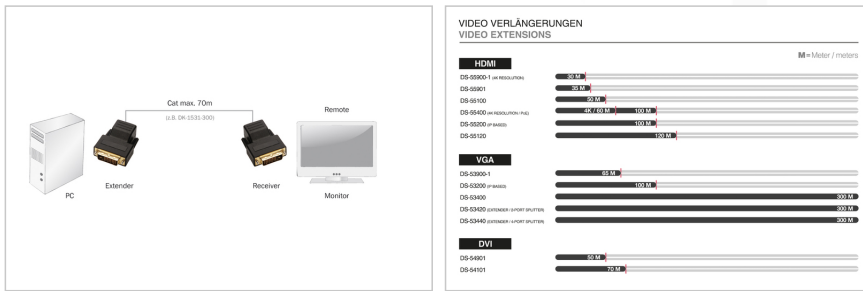 Cat max. 70m
(z.B. DK-1531-300)
Remote
Extender
Receiver
PC
Monitor
VIDEO VERLÄNGERUNGEN
VIDEO EXTENSIONS
M=Meter / meters
HDMI
DS-55900-1 (4K RESOLUTION) 30 M
DS-55901 35 M
DS-55100 50 M
DS-55400 (4K RESOLUTION / PoE) 4K / 60 M 100 M
DS-55200 (IP BASED) 100 M
DS-55120 120 M
VGA
DS-53900-1 65 M
DS-53200 (IP BASED) 100 M
DS-53400 300 M
DS-53420 (EXTENDER / 2-PORT SPLITTER) 300 M
DS-53440 (EXTENDER / 4-PORT SPLITTER) 300 M
DVI
DS-54901 50 M
DS-54101 70 M